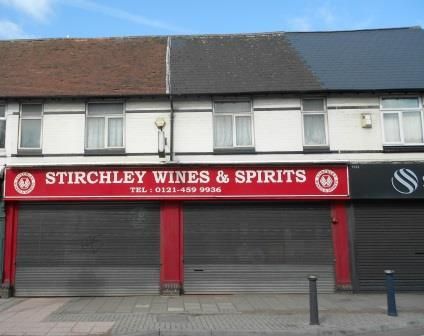 STIRCHLEY WINES & SPIRITS
TEL : 0121-459 9936